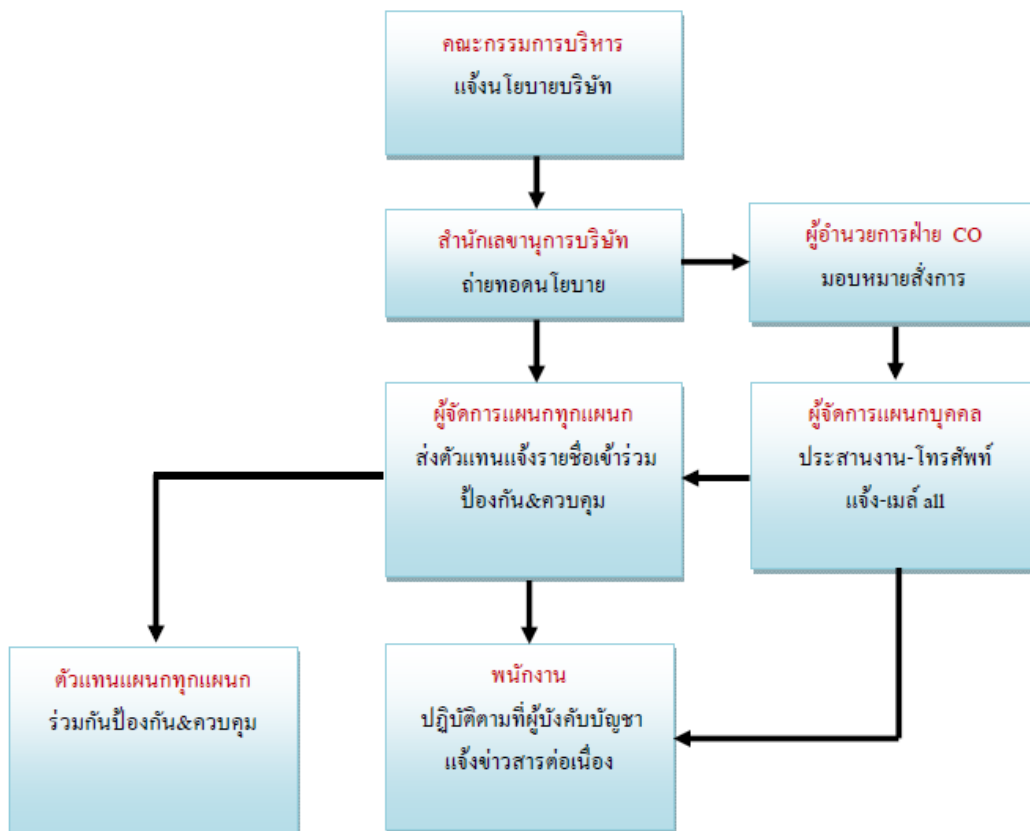 คณะกรรมการบริหาร
แจ้งนโยบายบริษัท
สำนักเลขานุการบริษัท
ถ่ายทอดนโยบาย
ผู้อำนวยการฝ่าย CO
มอบหมายสั่งการ
ผู้จัดการแผนกทุกแผนก
ส่งตัวแทนแจ้งรายชื่อเข้าร่วม
ป้องกัน&ควบคุม
ผู้จัดการแผนกบุคคล
ประสานงาน-โทรศัพท์
แจ้ง-เมล์ all
ตัวแทนแผนกทุกแผนก
ร่วมกันป้องกัน&ควบคุม
พนักงาน
ปฏิบัติตามที่ผู้บังคับบัญชา
แจ้งข่าวสารต่อเนื่อง